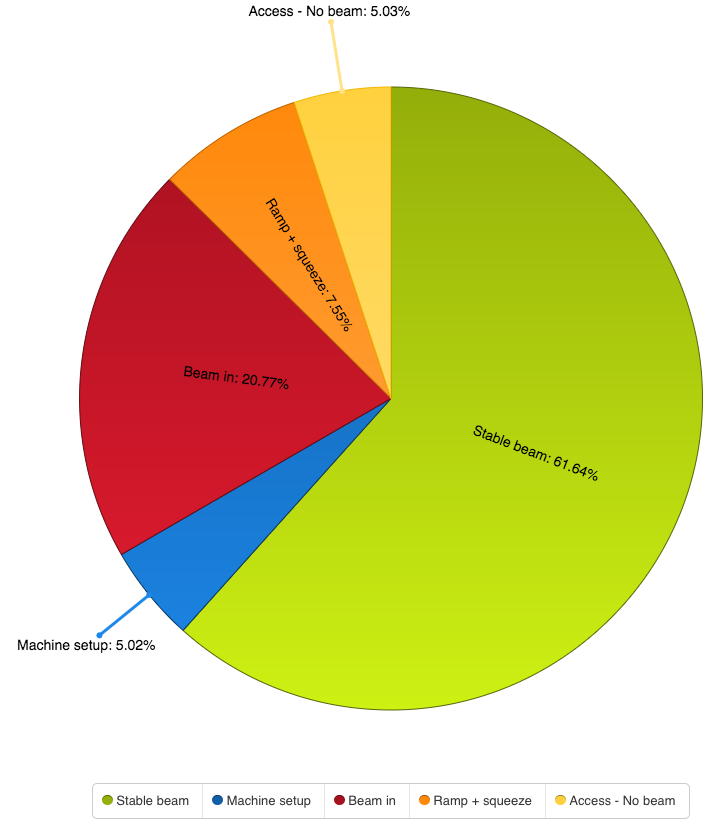 Access - No beam: 5.03%
Ramp + squeeze: 7.55%
Beam in: 20.77%
Stable beam: 61.64%
Machine setup: 5.02%
Stable beam
Machine setup
Beam in
Ramp + squeeze
Access - No beam